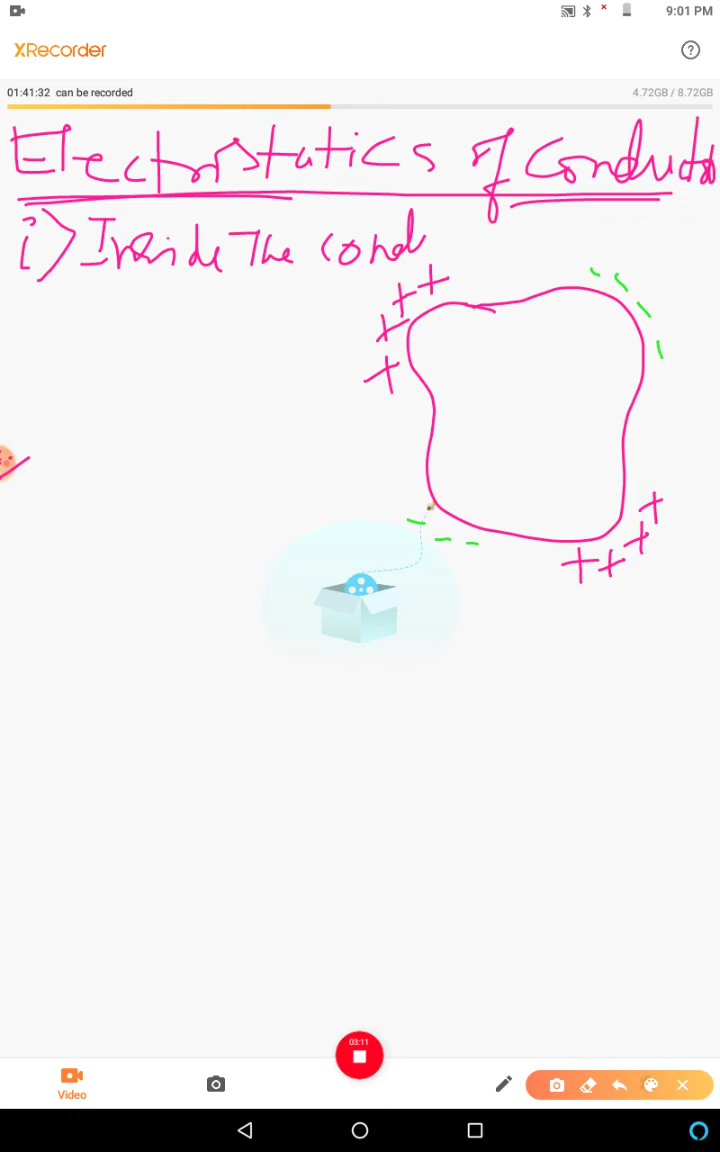 9:01 PM
XRecorder
?
01:41:32 can be recorded
4.72GB / 8.72GB
Electrostatics of Conducto
i) Inside The cond
+ + + +
+ + + +
03:11
Video